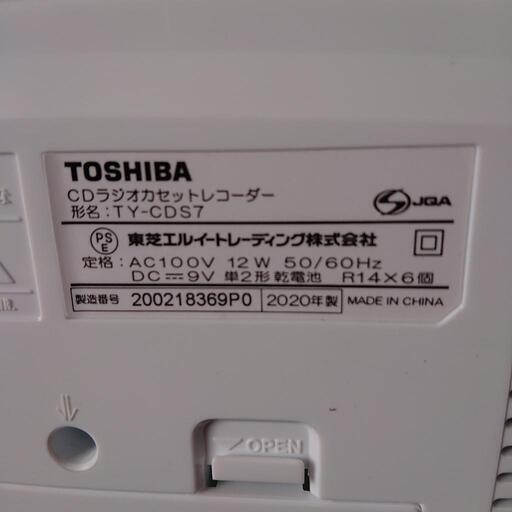 TOSHIBA
CDラジオカセットレコーダー
形名:TY-CDS7
JQA
PS
E
東芝エルイートレーディング株式会社
定格:AC100V 12W 50/60Hz
DC⎓9V 単2形乾電池 R14×6個
製造番号 200218369P0 2020年製 MADE IN CHINA
OPEN